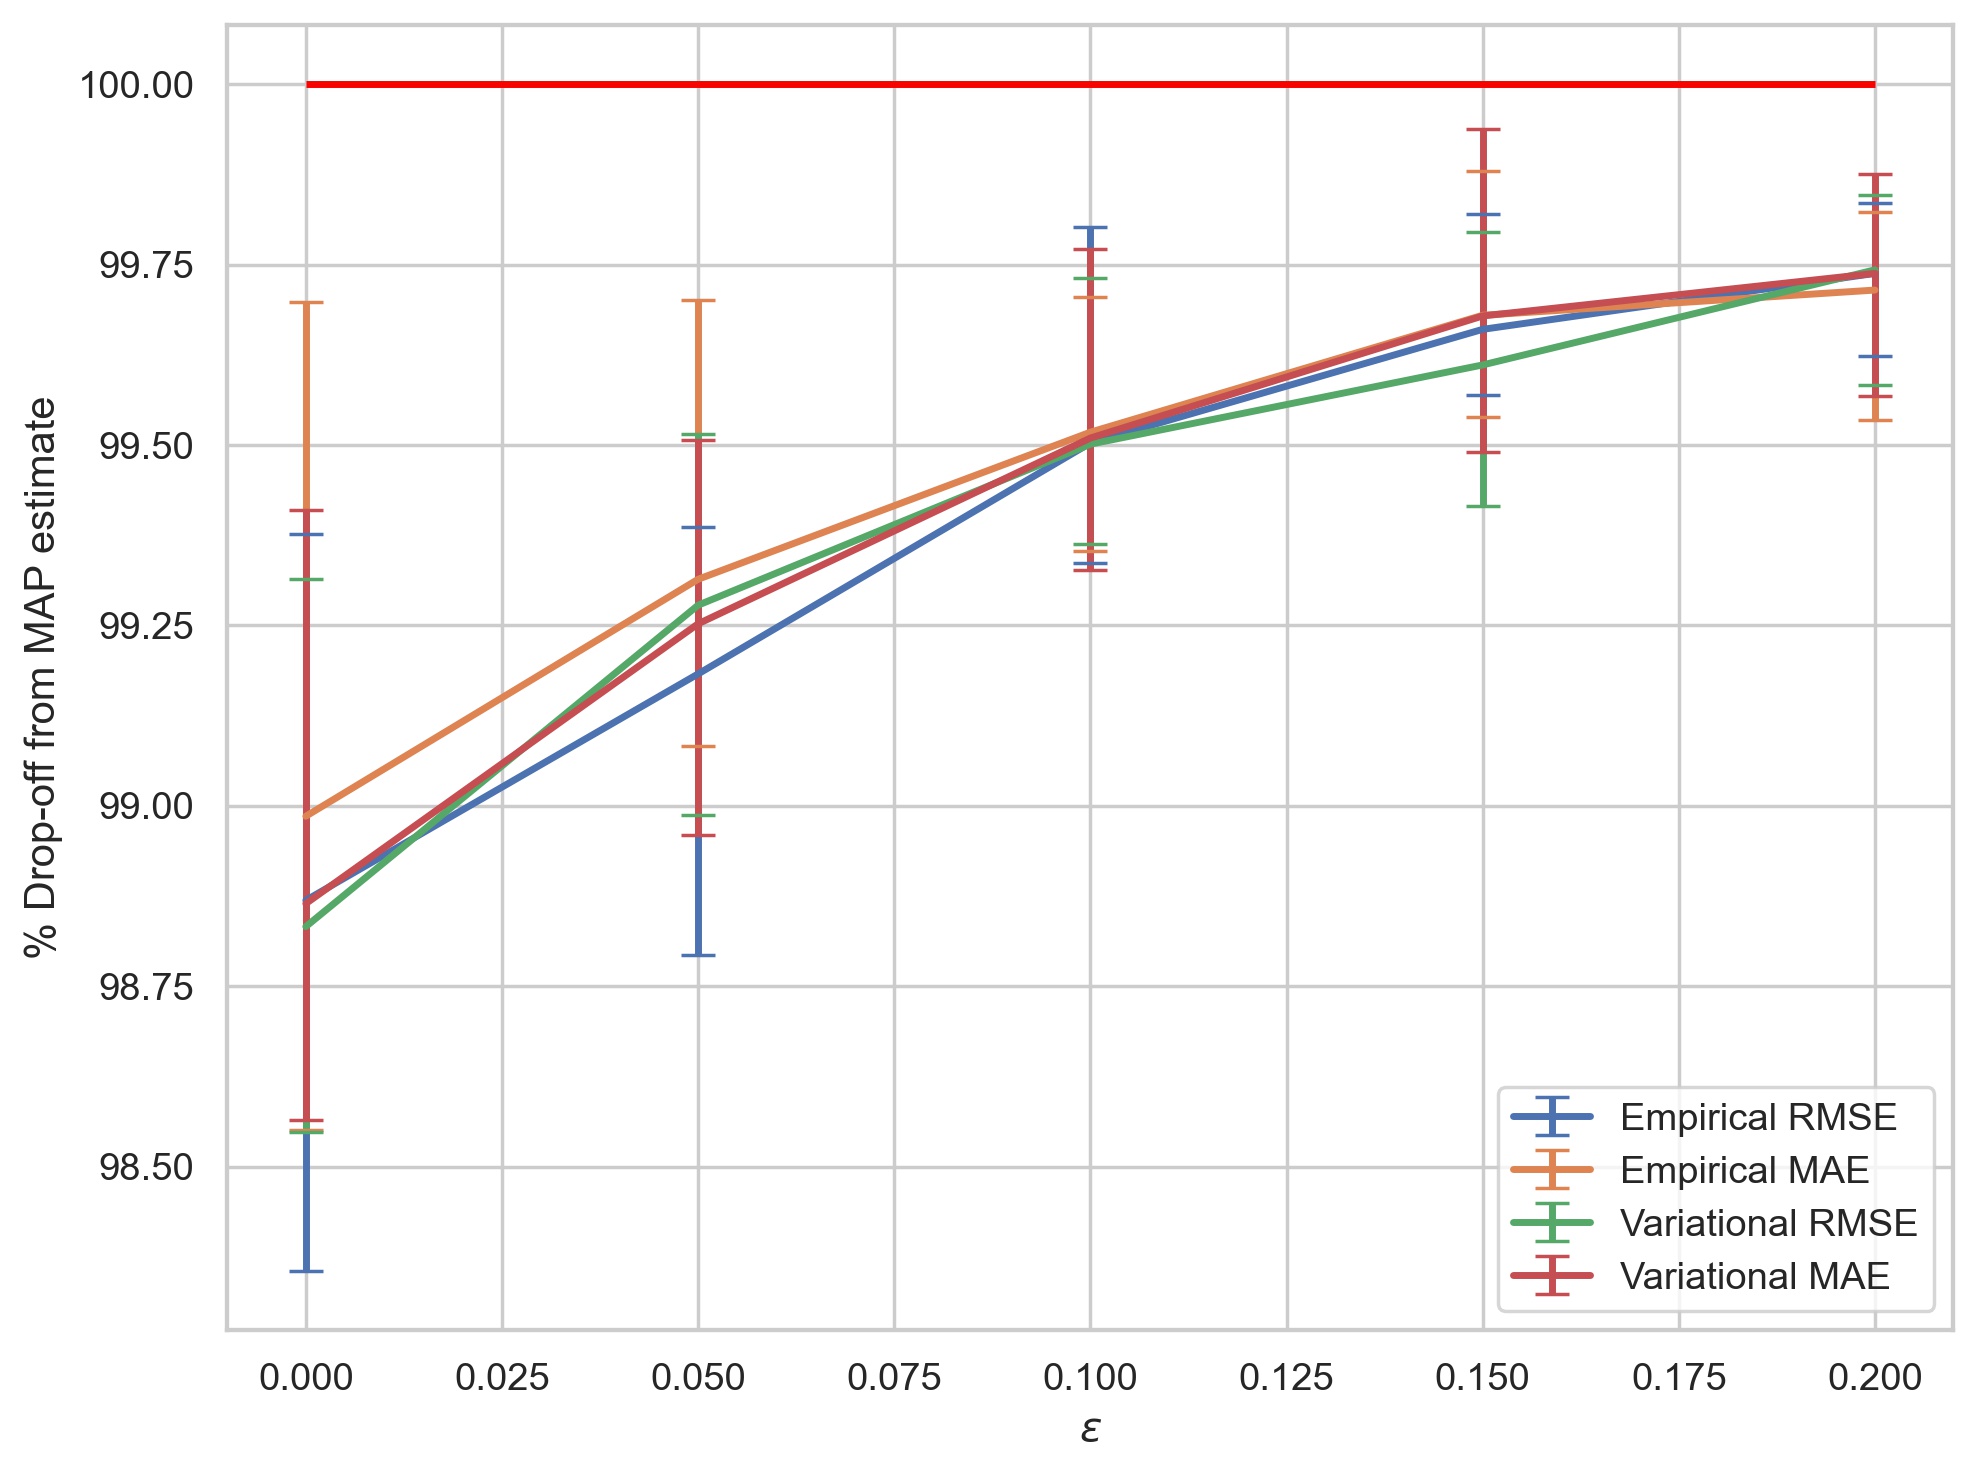 100.00
99.75
99.50
99.25
99.00
98.75
98.50
% Drop-off from MAP estimate
Empirical RMSE
Empirical MAE
Variational RMSE
Variational MAE
0.000 0.025 0.050 0.075 0.100 0.125 0.150 0.175 0.200
ε